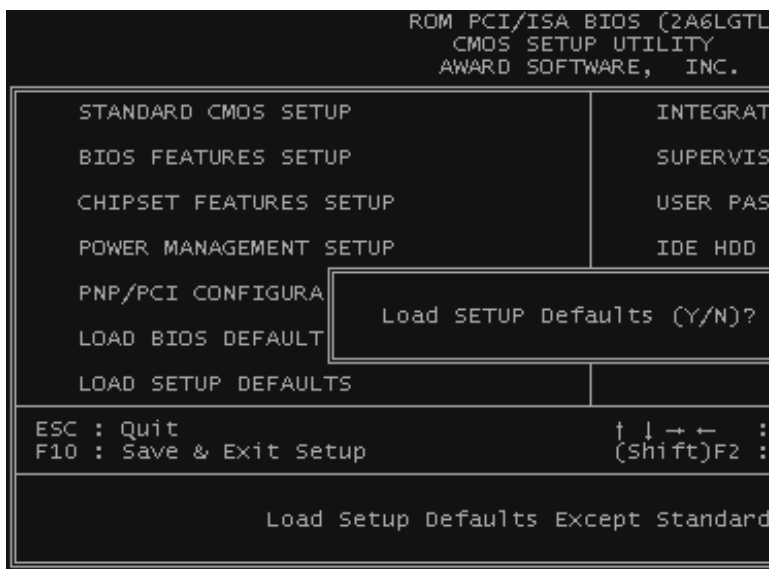 ROM PCI/ISA BIOS (2A6LGTL
CMOS SETUP UTILITY
AWARD SOFTWARE, INC.
STANDARD CMOS SETUP
BIOS FEATURES SETUP
CHIPSET FEATURES SETUP
POWER MANAGEMENT SETUP
PNP/PCI CONFIGURA
LOAD BIOS DEFAULT
LOAD SETUP DEFAULTS
INTEGRAT
SUPERVIS
USER PAS
IDE HDD
Load SETUP Defaults (Y/N)?
ESC : Quit
F10 : Save & Exit Setup
↑ ↓ → ← :
(Shift)F2 :
Load Setup Defaults Except Standard